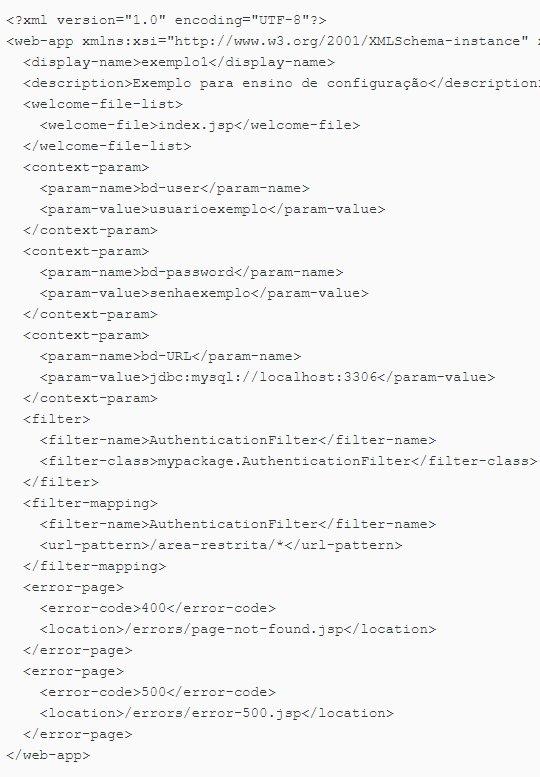 <?xml version="1.0" encoding="UTF-8"?>
<web-app xmlns:xsi="http://www.w3.org/2001/XMLSchema-instance"
<display-name>exemplo1</display-name>
<description>Exemplo para ensino de configuração</description
<welcome-file-list>
<welcome-file>index.jsp</welcome-file>
</welcome-file-list>
<context-param>
<param-name>bd-user</param-name>
<param-value>usuarioexemplo</param-value>
</context-param>
<context-param>
<param-name>bd-password</param-name>
<param-value>senhaexemplo</param-value>
</context-param>
<context-param>
<param-name>bd-URL</param-name>
<param-value>jdbc:mysql://localhost:3306</param-value>
</context-param>
<filter>
<filter-name>AuthenticationFilter</filter-name>
<filter-class>mypackage.AuthenticationFilter</filter-class>
</filter>
<filter-mapping>
<filter-name>AuthenticationFilter</filter-name>
<url-pattern>/area-restrita/*</url-pattern>
</filter-mapping>
<error-page>
<error-code>400</error-code>
<location>/errors/page-not-found.jsp</location>
</error-page>
<error-page>
<error-code>500</error-code>
<location>/errors/error-500.jsp</location>
</error-page>
</web-app>